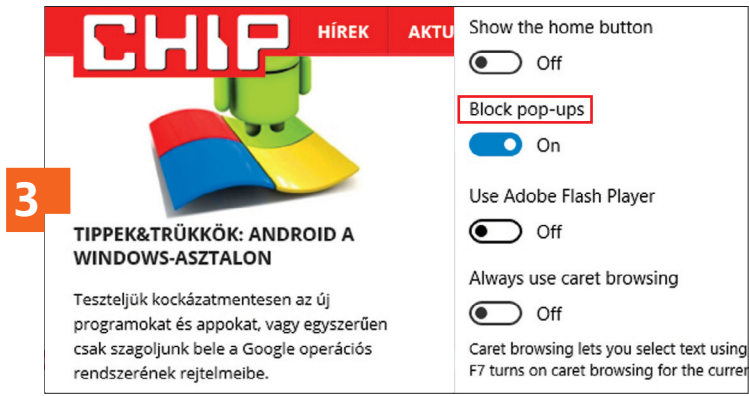 3
CHIP
HÍREK
AKTU
TIPPEK&TRÜKKÖK: ANDROID A
WINDOWS-ASZTALON
Teszteljük kockázatmentesen az új
programokat és appokat, vagy egyszerűen
csak szagoljunk bele a Google operációs
rendszerének rejtelmeibe.
Show the home button
Off
Block pop-ups
On
Use Adobe Flash Player
Off
Always use caret browsing
Off
Caret browsing lets you select text using
F7 turns on caret browsing for the curren